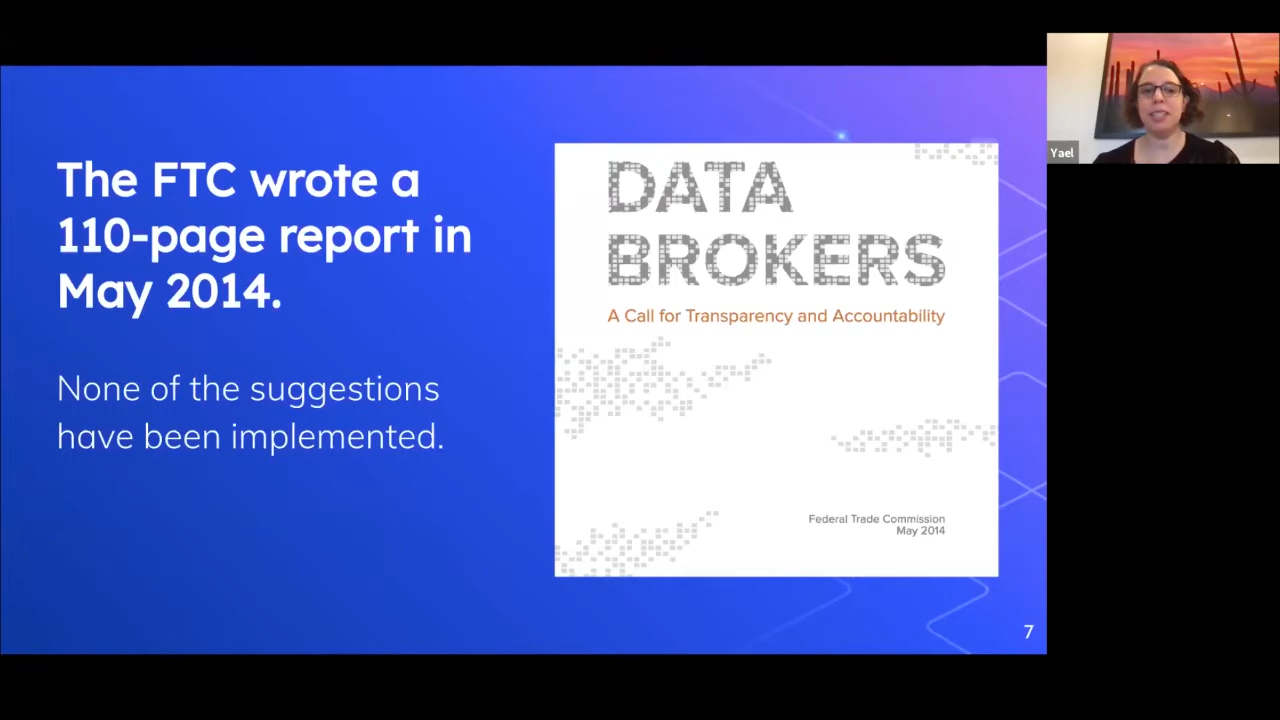 The FTC wrote a
110-page report in
May 2014.
None of the suggestions
have been implemented.
DATA
BROKERS
A Call for Transparency and Accountability
Federal Trade Commission
May 2014
7
Yael